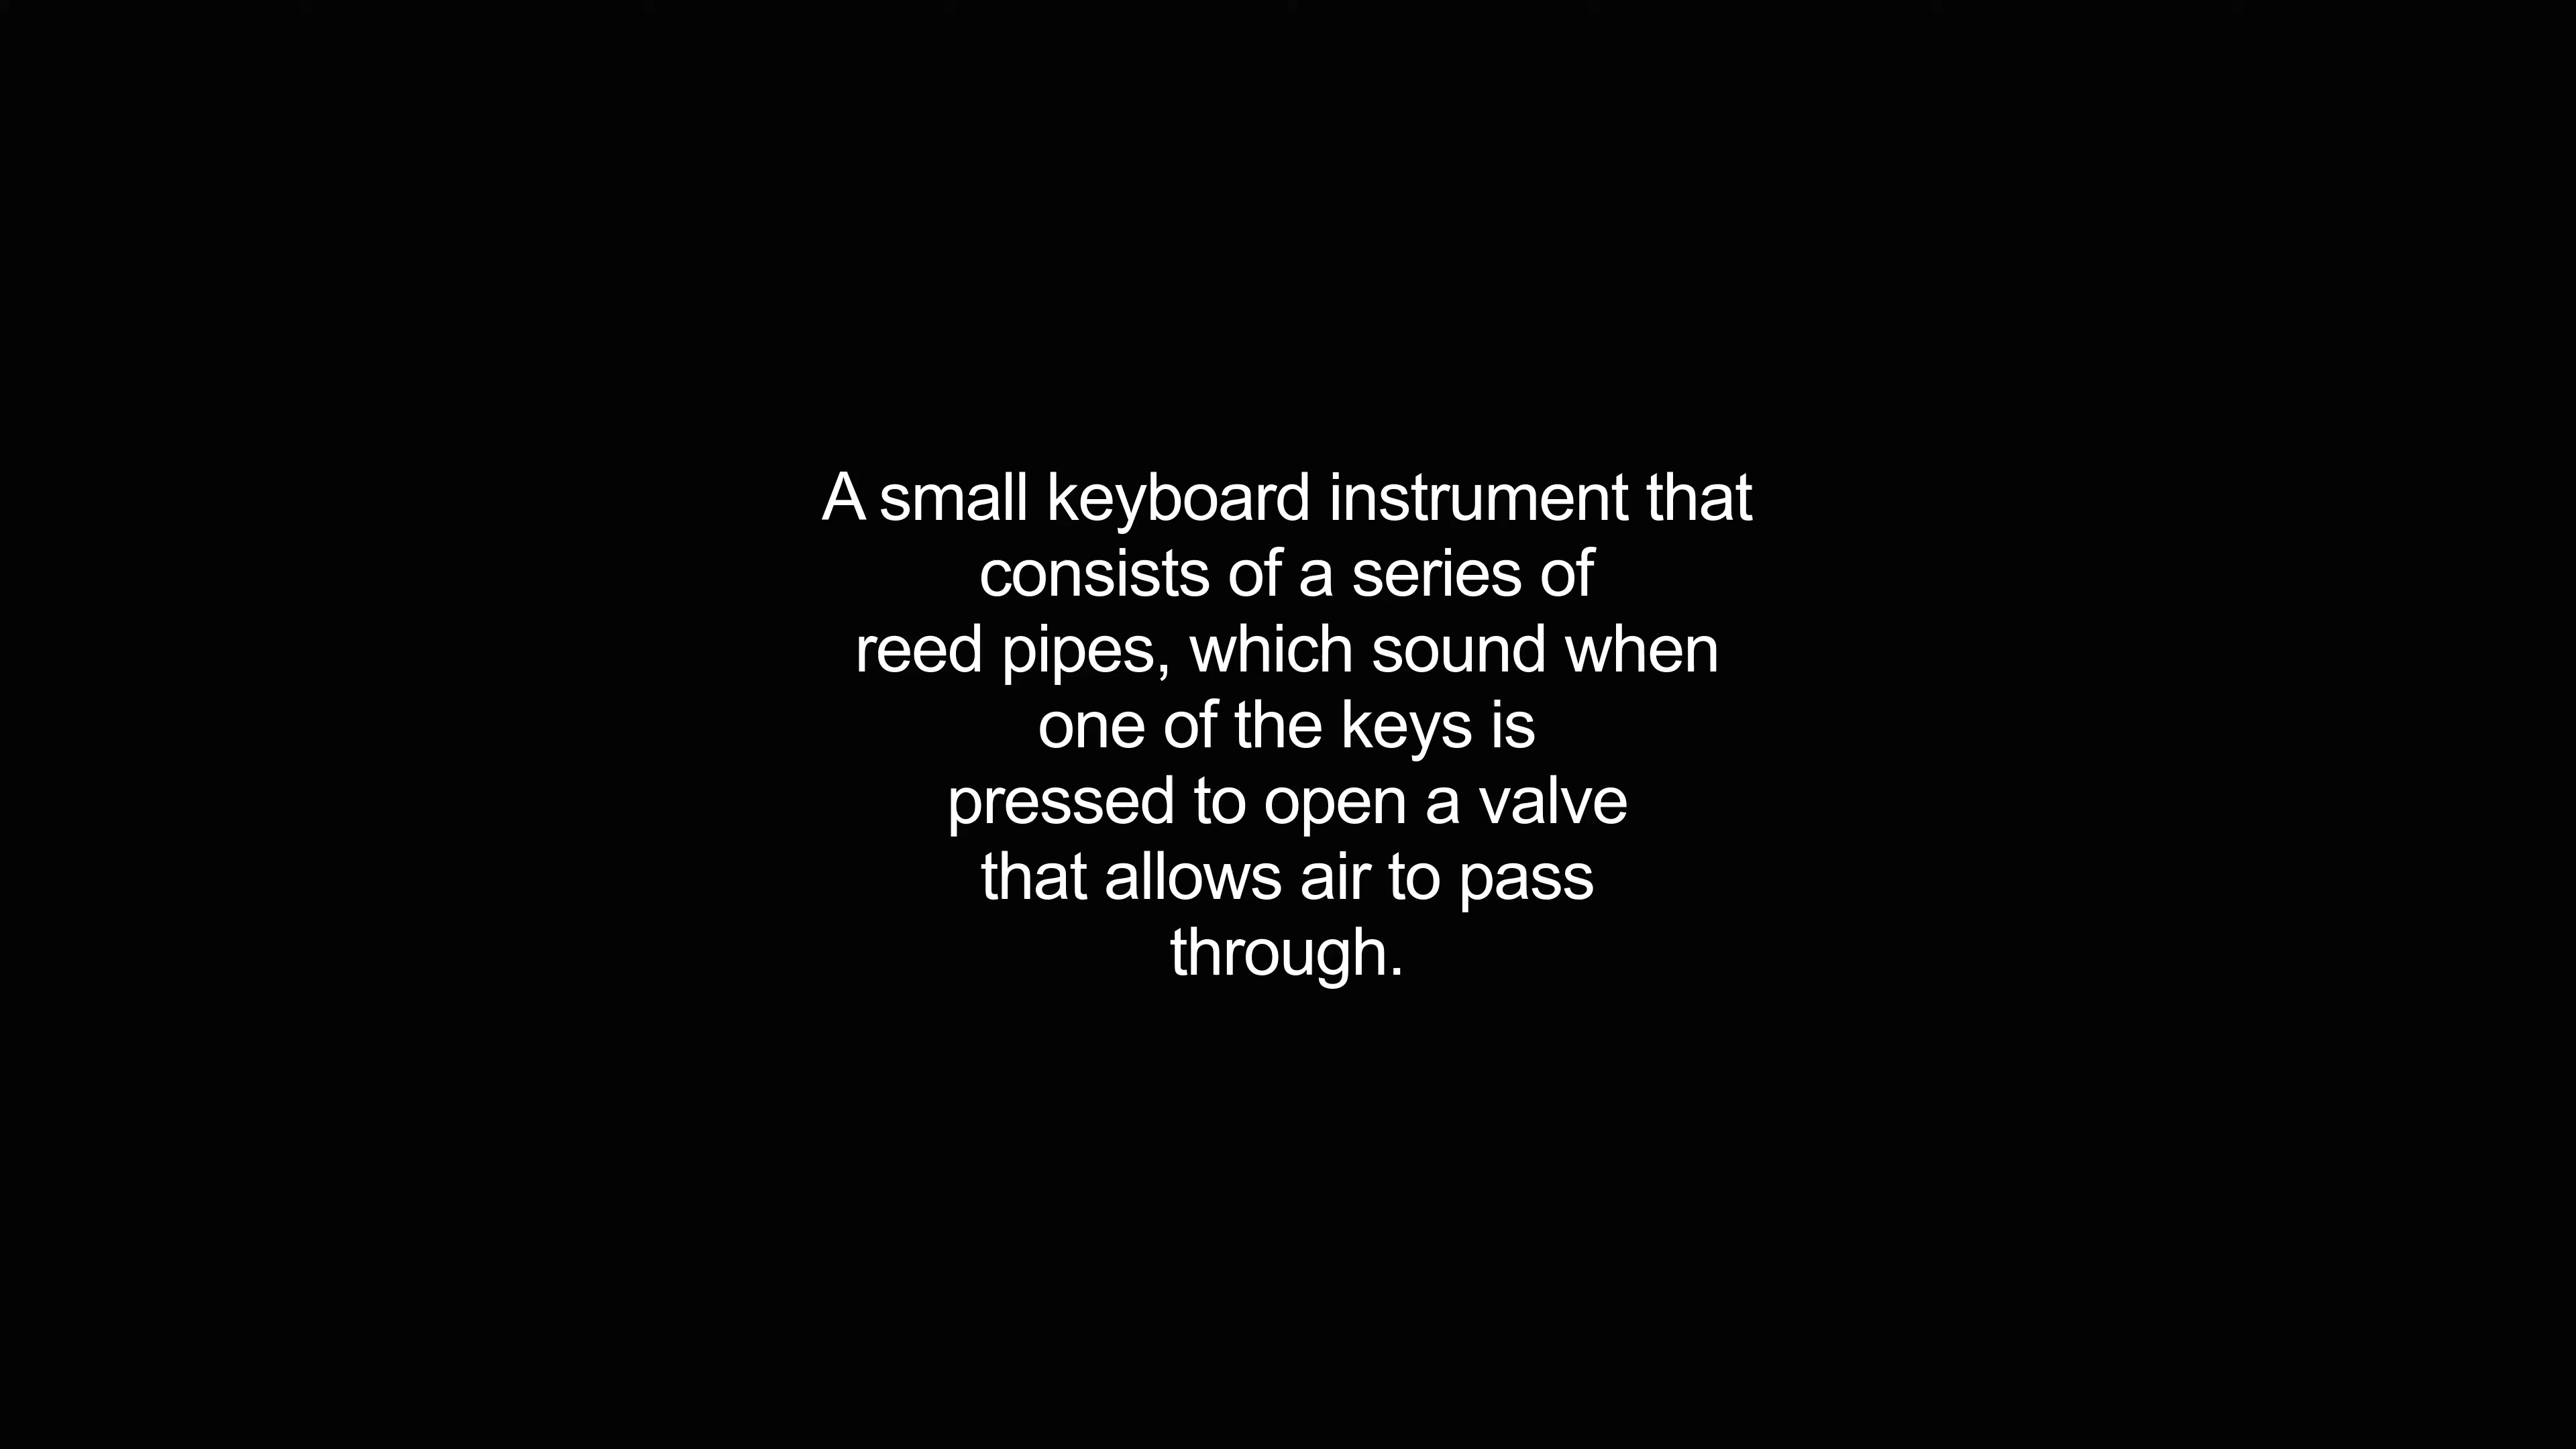 A small keyboard instrument that
consists of a series of
reed pipes, which sound when
one of the keys is
pressed to open a valve
that allows air to pass
through.